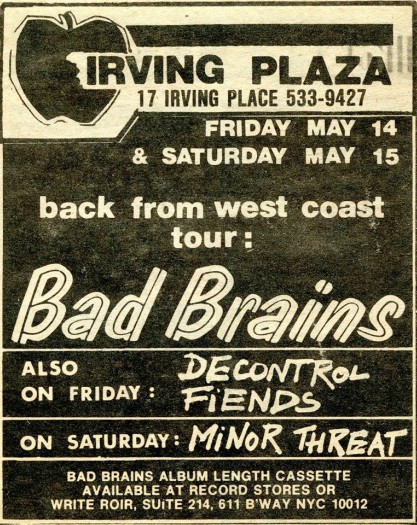 IRVING PLAZA
17 IRVING PLACE 533-9427
FRIDAY MAY 14
& SATURDAY MAY 15
back from west coast
tour:
Bad Brains
ALSO
ON FRIDAY: DECONTROL
FiENDS
ON SATURDAY: MiNOR THREAT
BAD BRAINS ALBUM LENGTH CASSETTE
AVAILABLE AT RECORD STORES OR
WRITE ROIR, SUiTE 214, 611 B'WAY NYC 10012